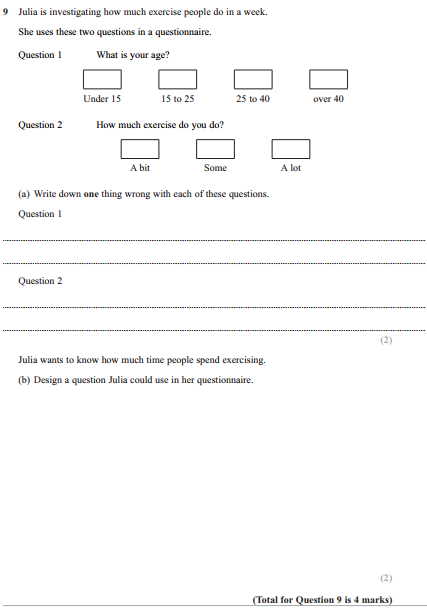 9 Julia is investigating how much exercise people do in a week.
She uses these two questions in a questionnaire.
Question 1 What is your age?
Under 15 15 to 25 25 to 40 over 40
Question 2 How much exercise do you do?
A bit Some A lot
(a) Write down one thing wrong with each of these questions.
Question 1
Question 2
(2)
Julia wants to know how much time people spend exercising.
(b) Design a question Julia could use in her questionnaire.
(2)
(Total for Question 9 is 4 marks)